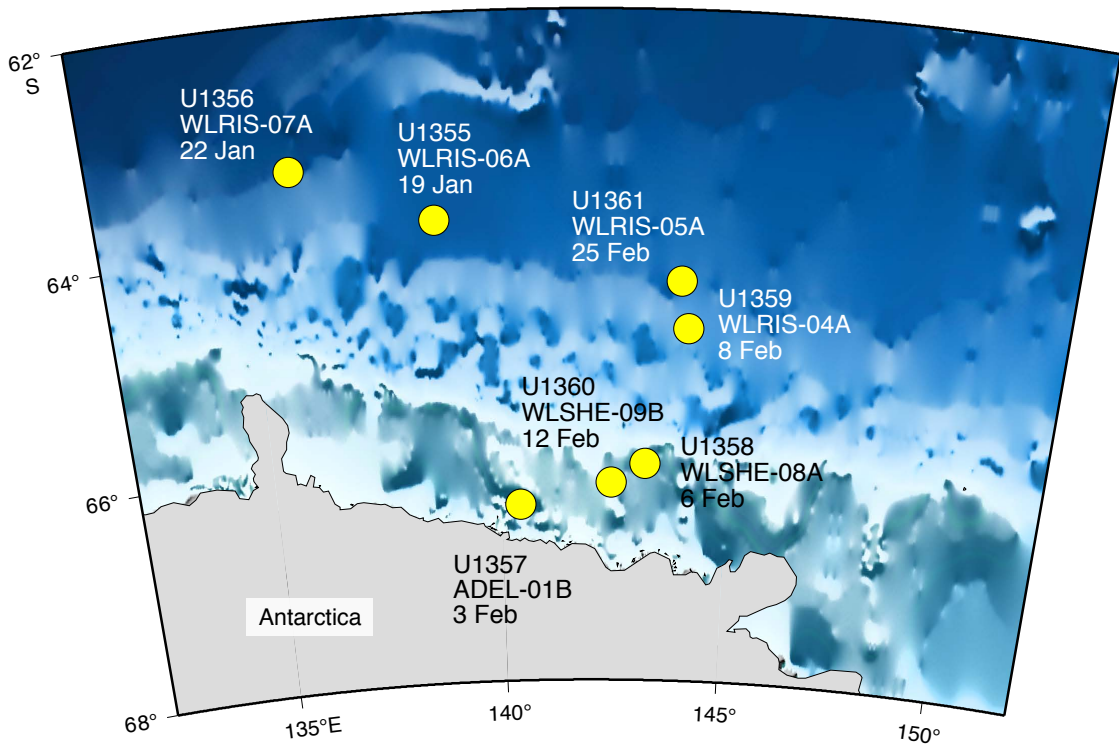 62°
S
U1356
WLRIS-07A
22 Jan
U1355
WLRIS-06A
19 Jan
U1361
WLRIS-05A
25 Feb
64°
U1359
WLRIS-04A
8 Feb
U1360
WLSHE-09B
12 Feb
U1358
WLSHE-08A
6 Feb
66°
U1357
ADEL-01B
3 Feb
Antarctica
68°
135°E
140°
145°
150°